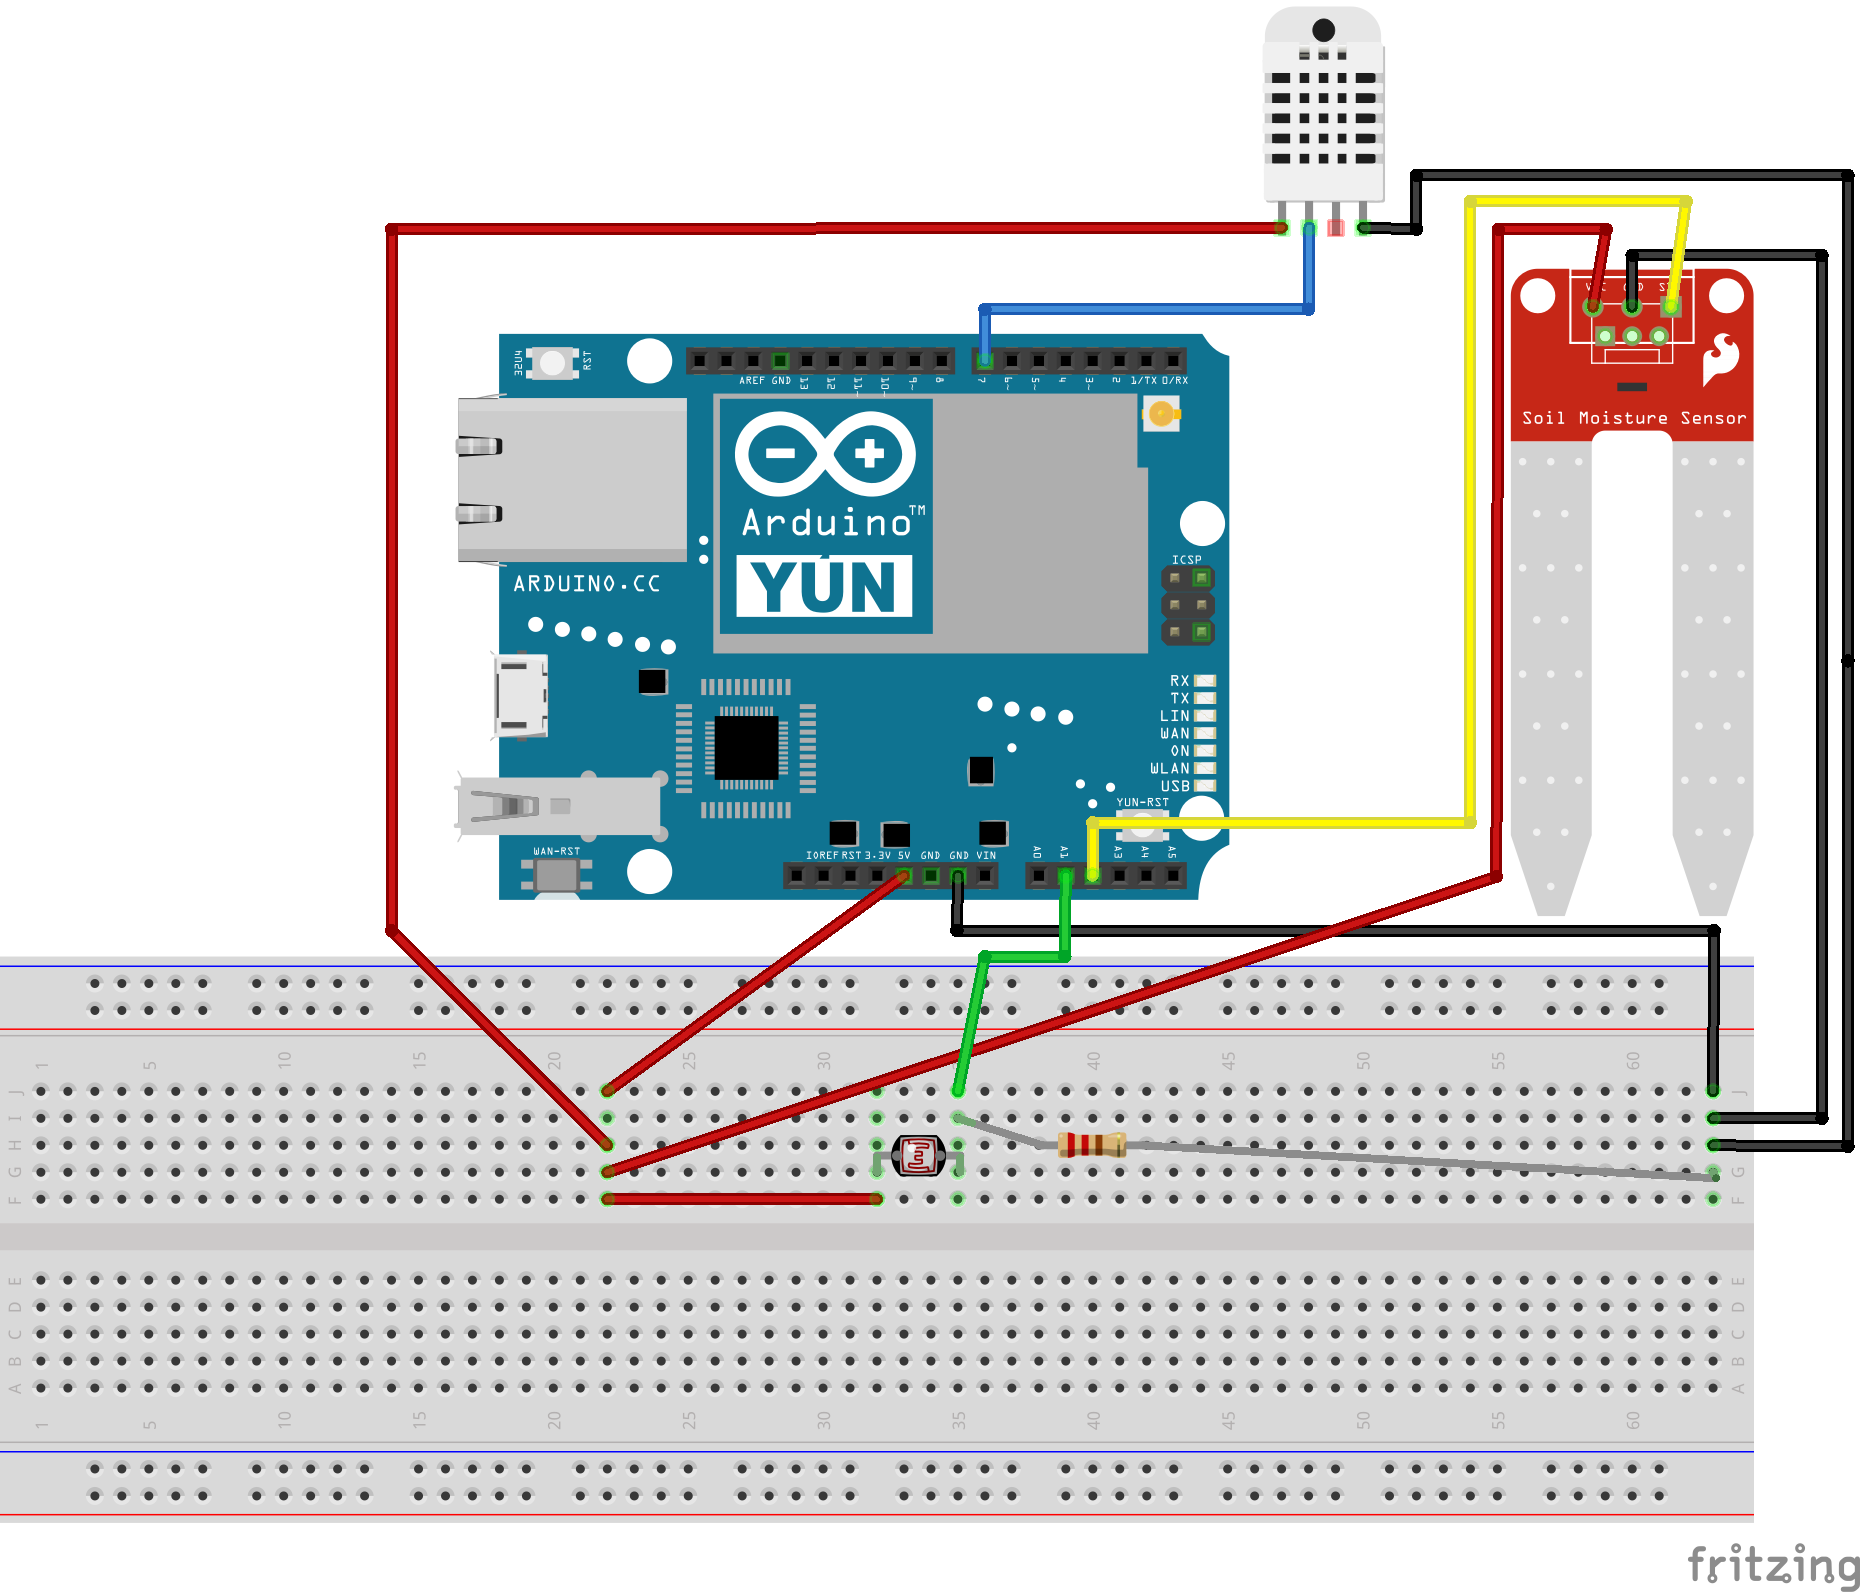 VCC GND SIG
32U4
RST
AREF GND 13 12 11~ 10~ 9~ 8 7 6~ 5~ 4 3~ 2 1/TX 0/RX
Soil Moisture Sensor
Arduino™
YÚN
ICSP
ARDUINO.CC
RX
TX
LIN
WAN
ON
WLAN
USB
YUN-RST
WAN-RST
IOREF RST 3.3V 5V GND GND VIN
A0 A1 A3 A4 A5
1 5 10 15 20 25 30 35 40 45 50 55 60
J J
I I
H H
G G
F F
E E
D D
C C
B B
A A
1 5 10 15 20 25 30 35 40 45 50 55 60
fritzing